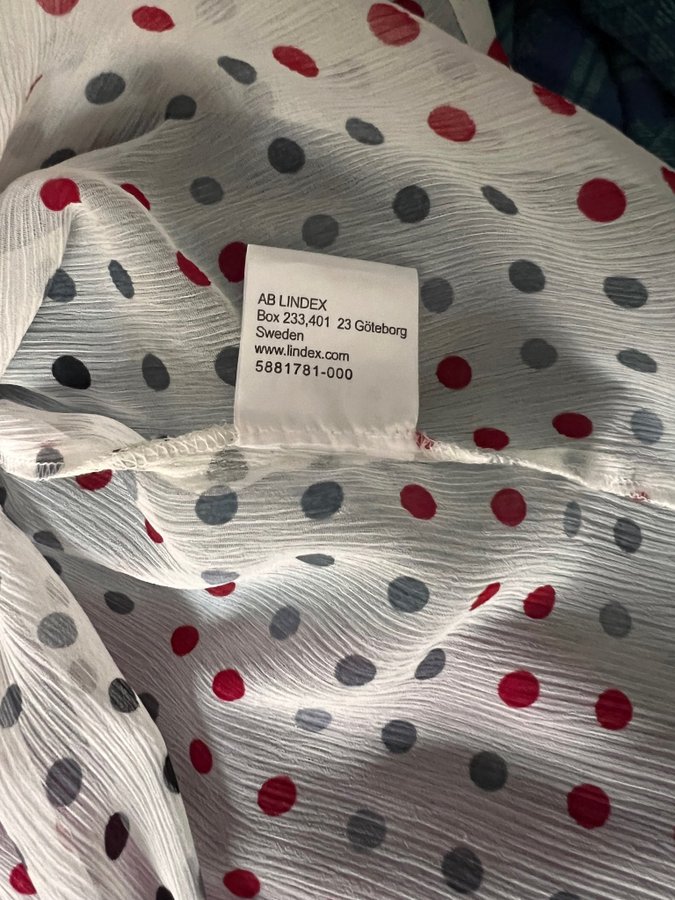 AB LINDEX
Box 233,401 23 Göteborg
Sweden
www.lindex.com
5881781-000